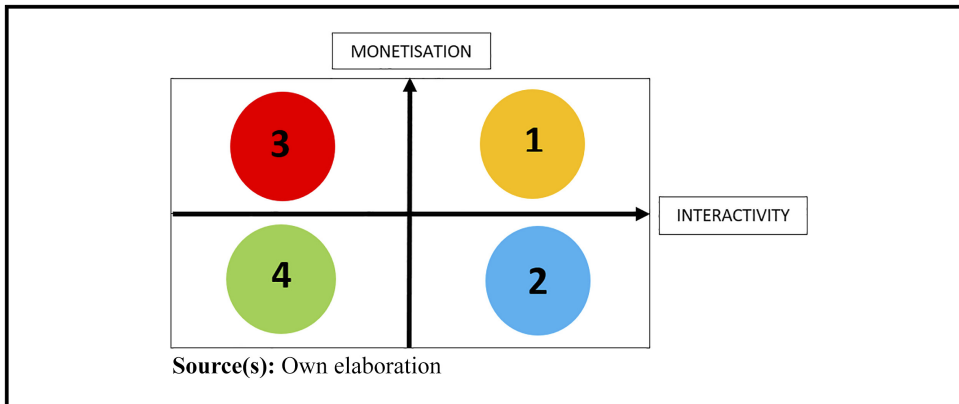 MONETISATION
3
1
INTERACTIVITY
4
2
Source(s): Own elaboration